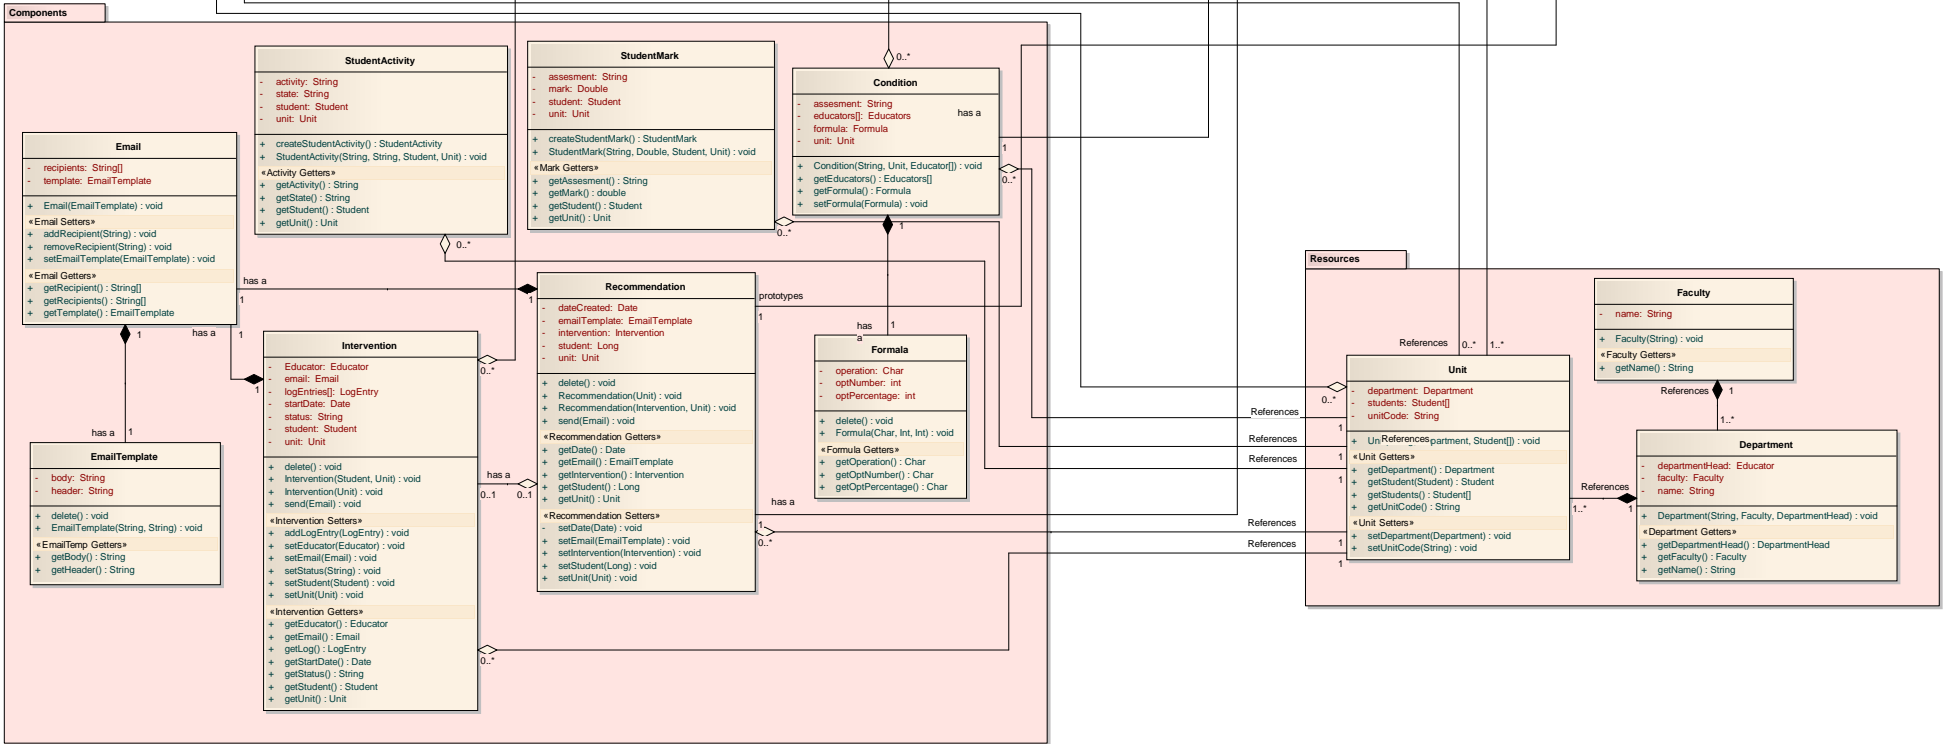 Components
StudentActivity
- activity: String
- state: String
- student: Student
- unit: Unit
+ createStudentActivity() : StudentActivity
+ StudentActivity(String, String, Student, Unit) : void
«Activity Getters»
+ getActivity() : String
+ getState() : String
+ getStudent() : Student
+ getUnit() : Unit
0..*
StudentMark
- assesment: String
- mark: Double
- student: Student
- unit: Unit
+ createStudentMark() : StudentMark
+ StudentMark(String, Double, Student, Unit) : void
«Mark Getters»
+ getAssesment() : String
+ getMark() : double
+ getStudent() : Student
+ getUnit() : Unit
0..*
0..*
Condition
- assesment: String
- educators[]: Educators
- formula: Formula
- unit: Unit
has a
+ Condition(String, Unit, Educator[]) : void
+ getEducators() : Educators[]
+ getFormula() : Formula
+ setFormula(Formula) : void
1
0..*
1
Email
- recipients: String[]
- template: EmailTemplate
+ Email(EmailTemplate) : void
«Email Setters»
+ addRecipient(String) : void
+ removeRecipient(String) : void
+ setEmailTemplate(EmailTemplate) : void
«Email Getters»
+ getRecipient() : String[]
+ getRecipients() : String[]
+ getTemplate() : EmailTemplate
has a
1
1
has a
1
1
1
has a
1
EmailTemplate
- body: String
- header: String
+ delete() : void
+ EmailTemplate(String, String) : void
«EmailTemp Getters»
+ getBody() : String
+ getHeader() : String
Intervention
- Educator: Educator
- email: Email
- logEntries[]: LogEntry
- startDate: Date
- status: String
- student: Student
- unit: Unit
+ delete() : void
+ Intervention(Student, Unit) : void
+ Intervention(Unit) : void
+ send(Email) : void
«Intervention Setters»
+ addLogEntry(LogEntry) : void
+ setEducator(Educator) : void
+ setEmail(Email) : void
+ setStatus(String) : void
+ setStudent(Student) : void
+ setUnit(Unit) : void
«Intervention Getters»
+ getEducator() : Educator
+ getEmail() : Email
+ getLog() : LogEntry
+ getStartDate() : Date
+ getStatus() : String
+ getStudent() : Student
+ getUnit() : Unit
0..*
has a
0..1
0..1
0..*
Recommendation
- dateCreated: Date
- emailTemplate: EmailTemplate
- intervention: Intervention
- student: Long
- unit: Unit
+ delete() : void
+ Recommendation(Unit) : void
+ Recommendation(Intervention, Unit) : void
+ send(Email) : void
«Recommendation Getters»
+ getDate() : Date
+ getEmail() : EmailTemplate
+ getIntervention() : Intervention
+ getStudent() : Long
+ getUnit() : Unit
«Recommendation Setters»
- setDate(Date) : void
+ setEmail(EmailTemplate) : void
+ setIntervention(Intervention) : void
+ setStudent(Long) : void
+ setUnit(Unit) : void
prototypes
1
has a
1
0..*
has
a
1
Formala
- operation: Char
- optNumber: int
- optPercentage: int
+ delete() : void
+ Formula(Char, Int, Int) : void
«Formula Getters»
+ getOperation() : Char
+ getOptNumber() : Char
+ getOptPercentage() : Char
Resources
References
0..*
1..*
0..*
References
1
References
1
References
1
References
1
References
1
Unit
- department: Department
- students: Student[]
- unitCode: String
+ Un
References
partment, Student[]) : void
«Unit Getters»
+ getDepartment() : Department
+ getStudent(Student) : Student
+ getStudents() : Student[]
+ getUnitCode() : String
«Unit Setters»
+ setDepartment(Department) : void
+ setUnitCode(String) : void
Faculty
- name: String
+ Faculty(String) : void
«Faculty Getters»
+ getName() : String
References
1
1..*
References
1..*
1
Department
- departmentHead: Educator
- faculty: Faculty
- name: String
+ Department(String, Faculty, DepartmentHead) : void
«Department Getters»
+ getDepartmentHead() : DepartmentHead
+ getFaculty() : Faculty
+ getName() : String